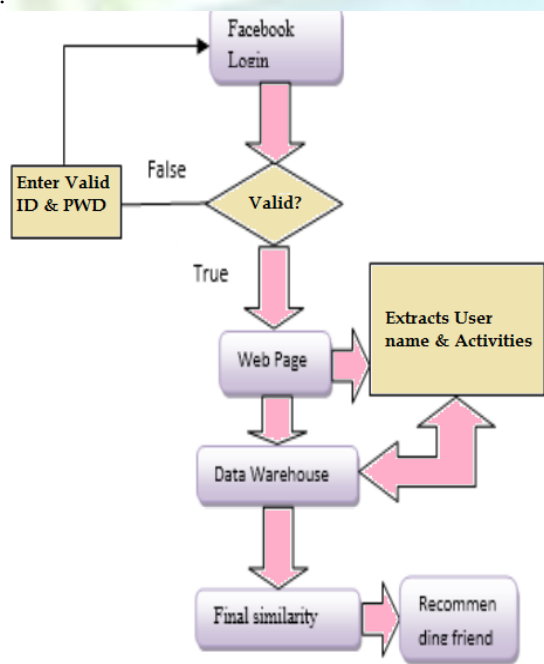 Facebook
Login
False
Enter Valid
ID & PWD
Valid?
True
Extracts User
name & Activities
Web Page
Data Warehouse
Final similarity
Recommen
ding friend